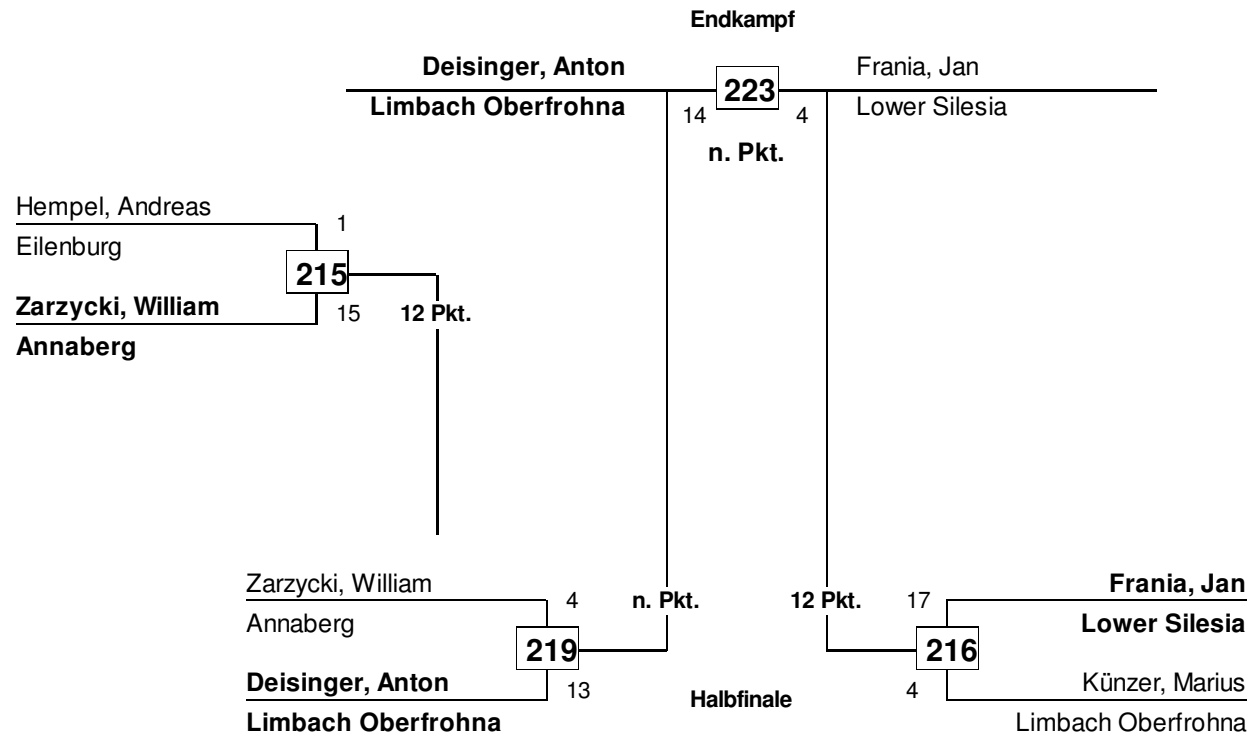 Endkampf
Deisinger, Anton
Limbach Oberfrohna
223
Frania, Jan
Lower Silesia
14
4
n. Pkt.
Hempel, Andreas
Eilenburg
1
215
Zarzycki, William
Annaberg
15
12 Pkt.
Zarzycki, William
Annaberg
4
n. Pkt.
219
Deisinger, Anton
Limbach Oberfrohna
13
Halbfinale
12 Pkt.
17
Frania, Jan
Lower Silesia
216
4
Künzer, Marius
Limbach Oberfrohna